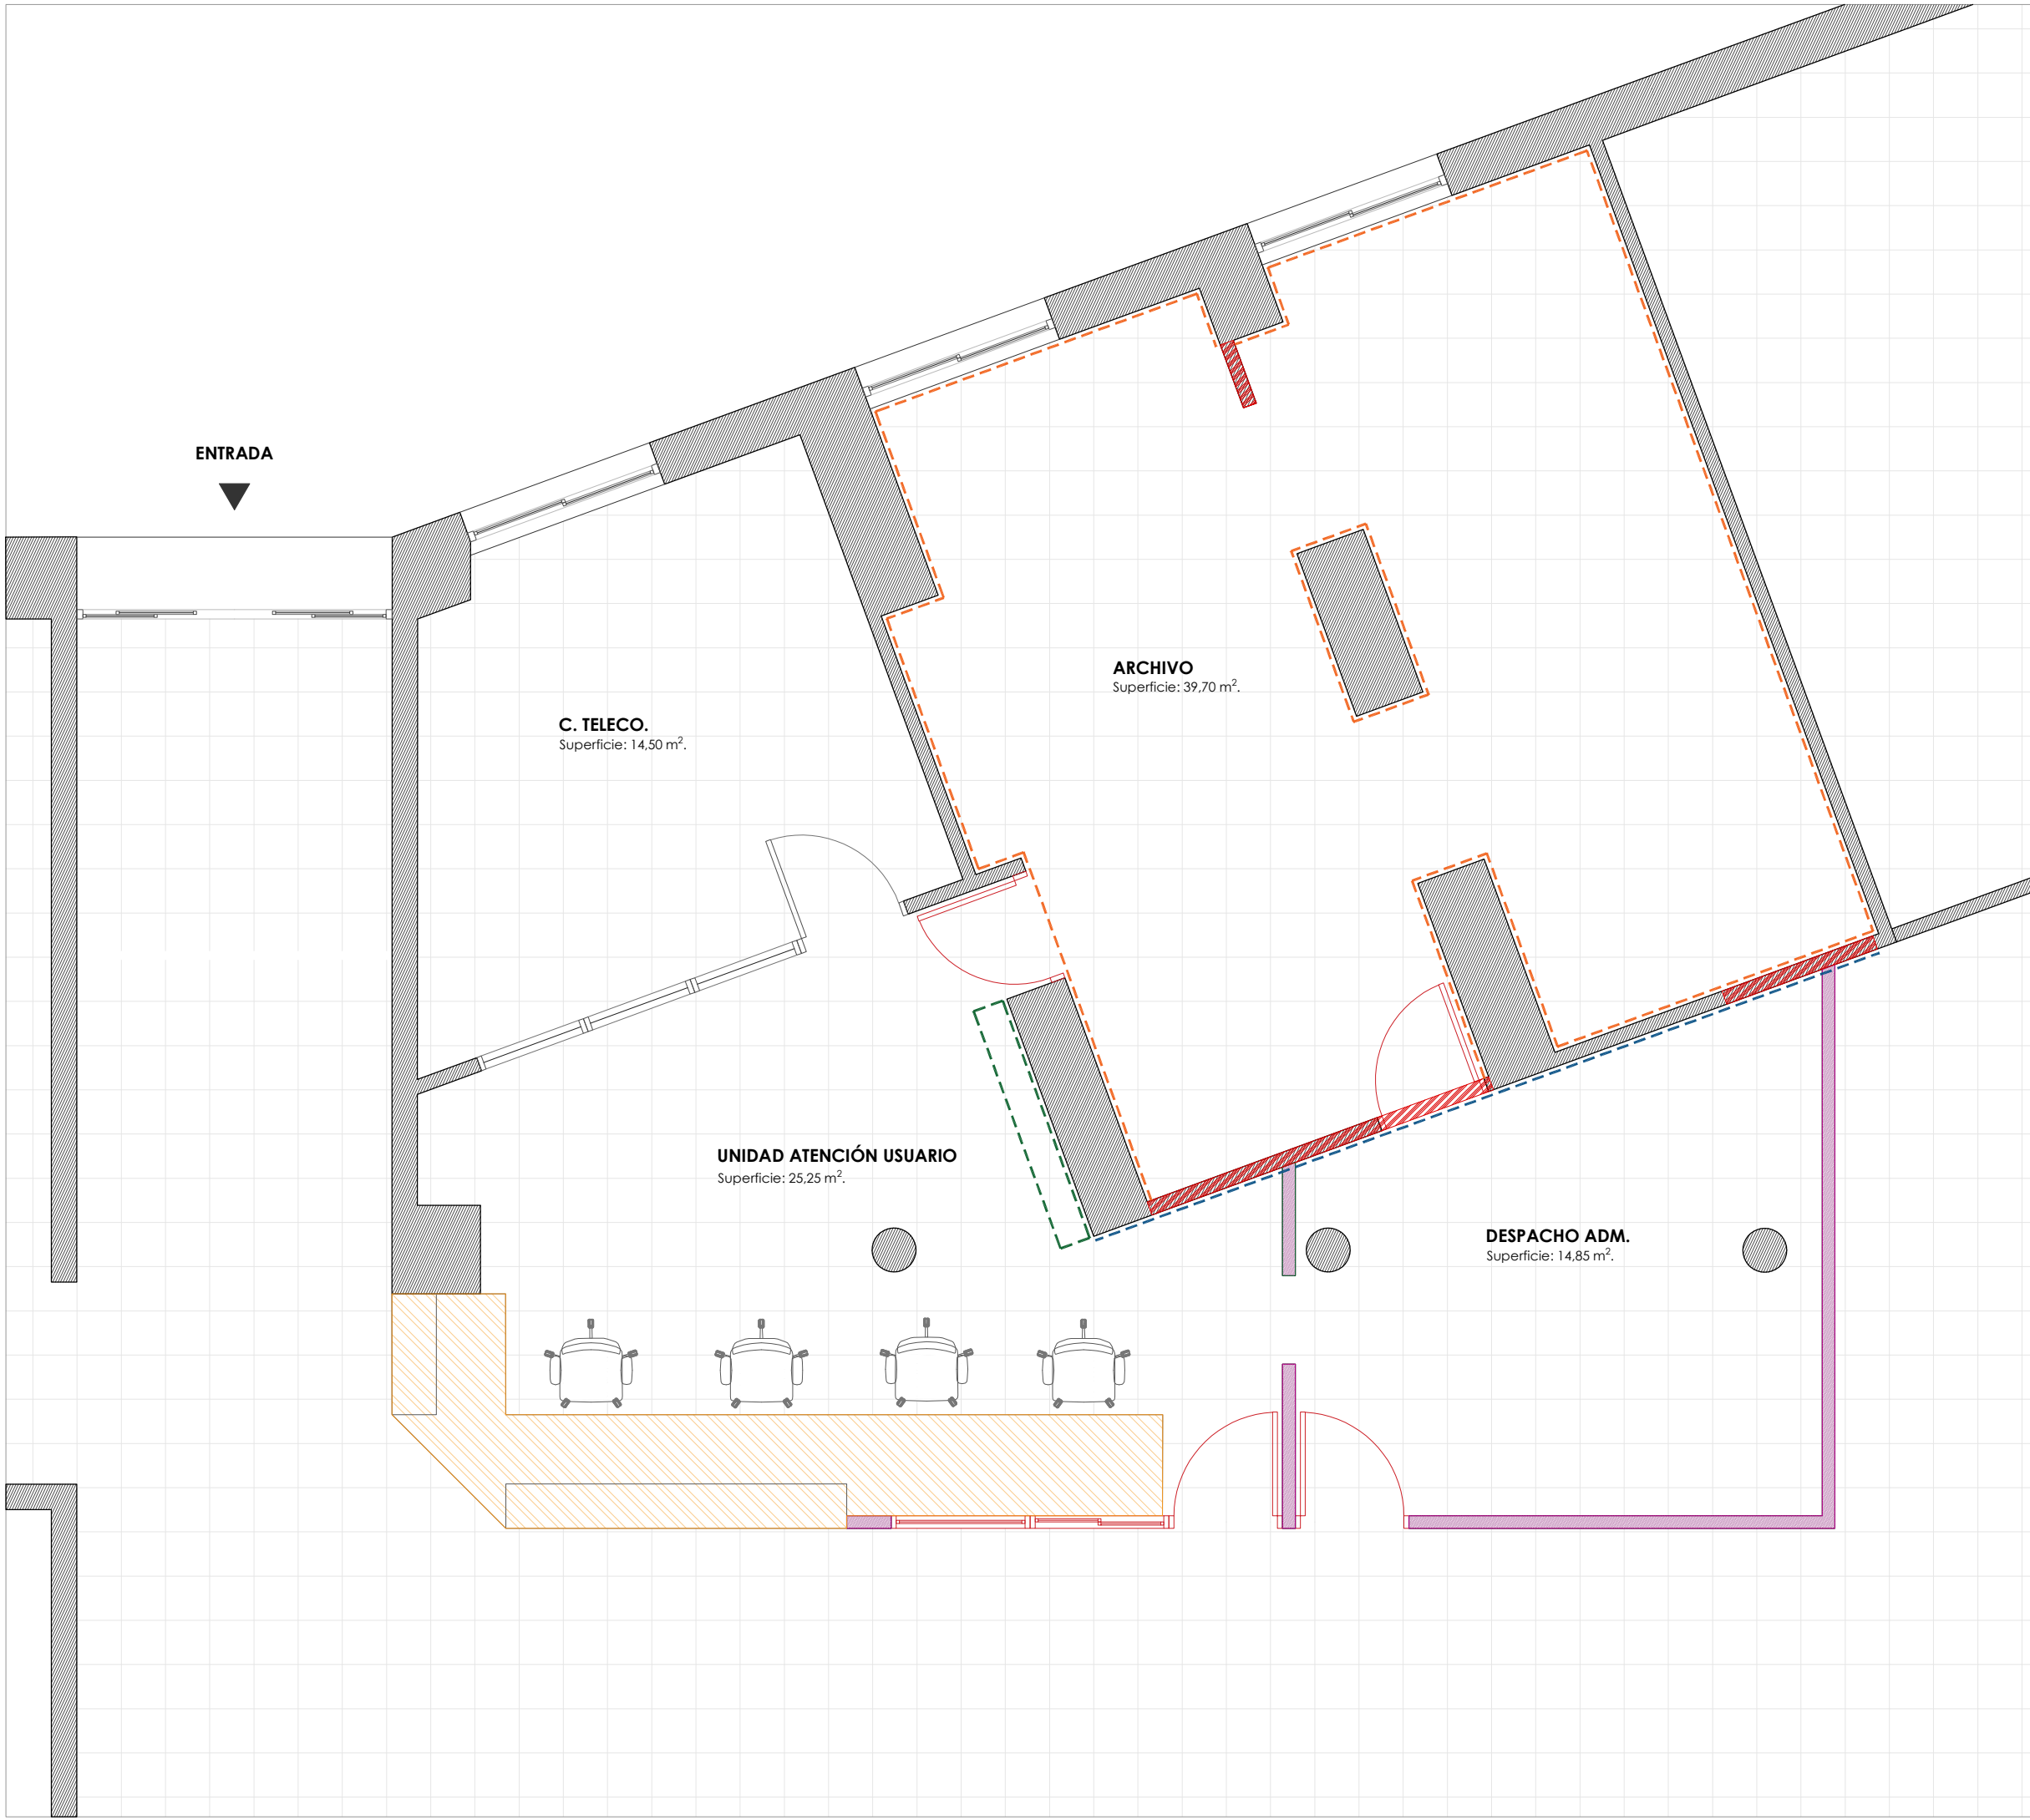 ENTRADA
ARCHIVO
Superficie: 39,70 m².
C. TELECO.
Superficie: 14,50 m².
UNIDAD ATENCIÓN USUARIO
Superficie: 25,25 m².
DESPACHO ADM.
Superficie: 14,85 m².